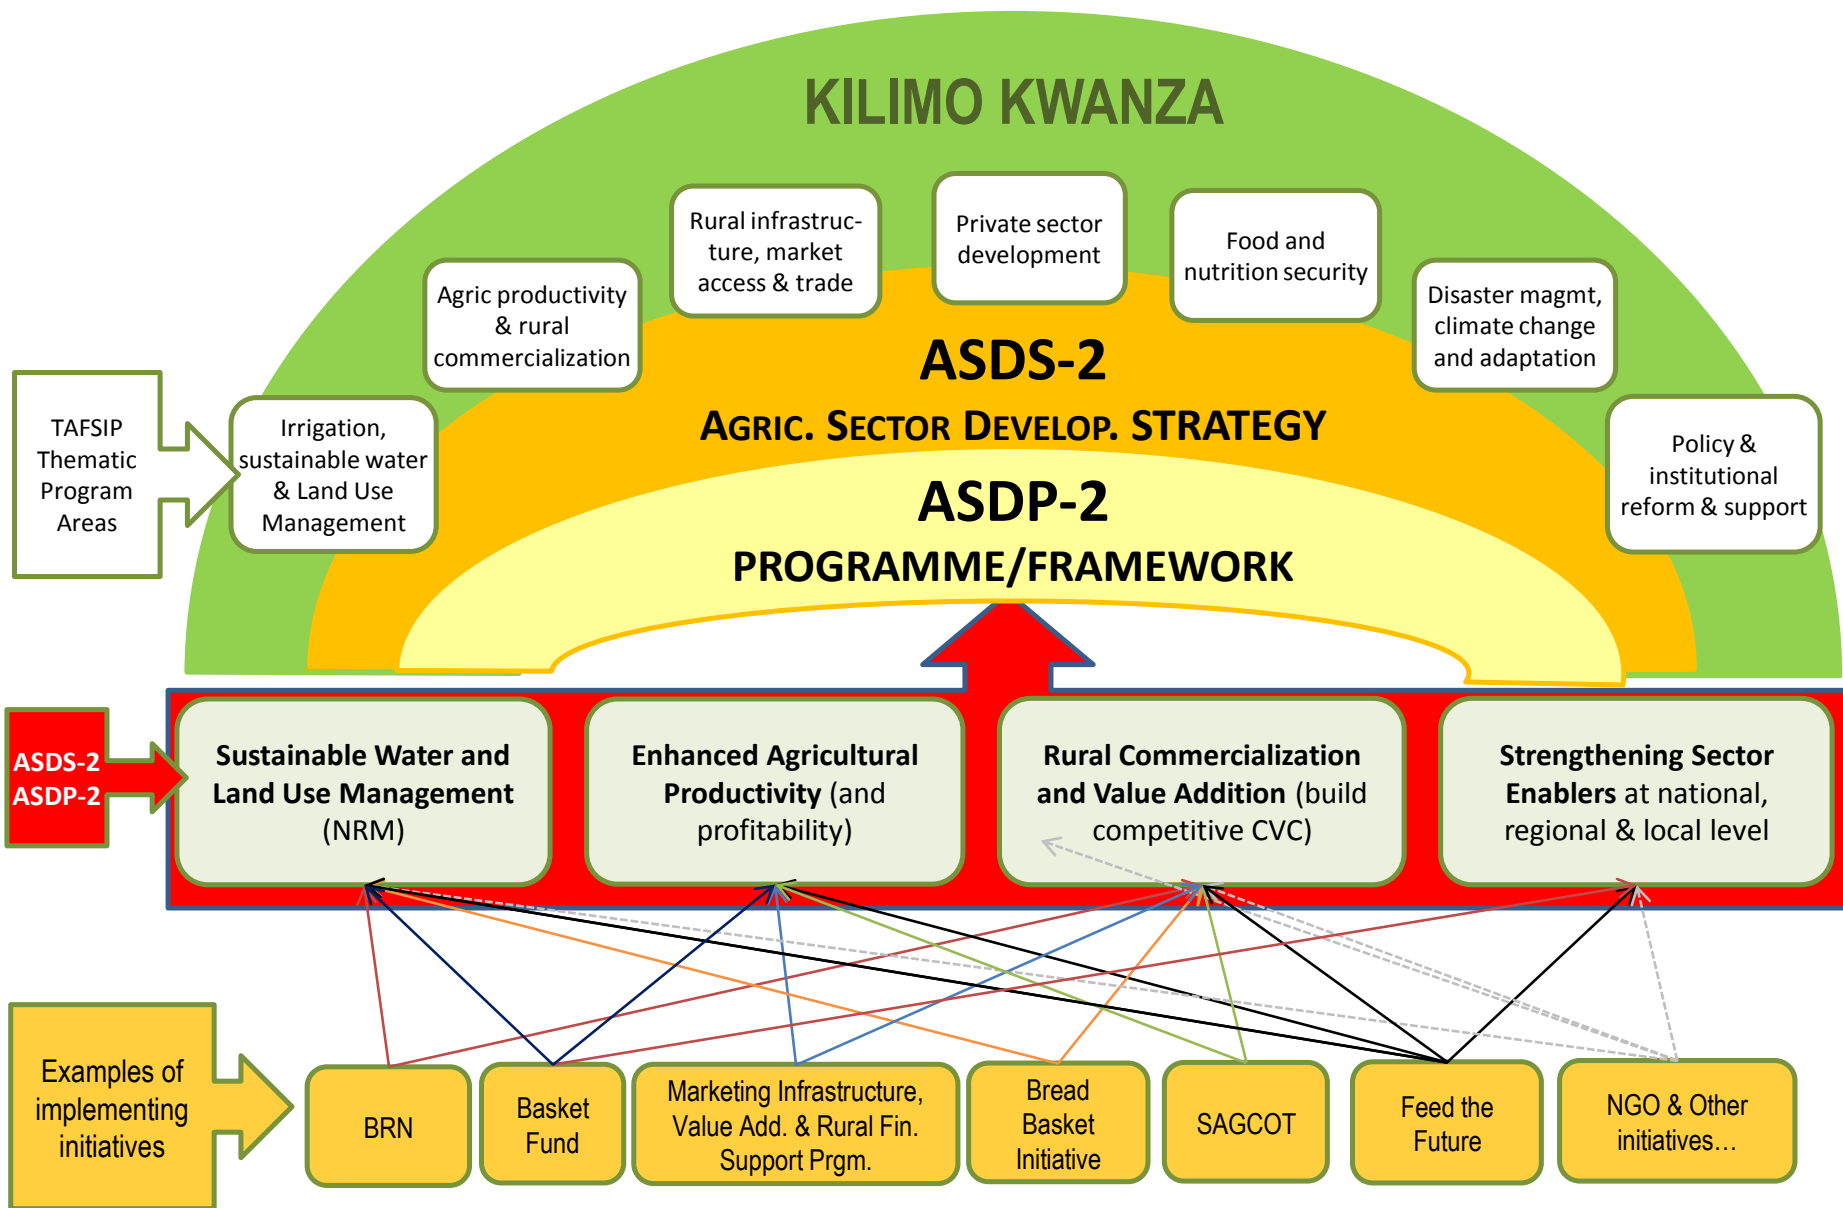 KILIMO KWANZA
Rural infrastruc-
ture, market
access & trade
Private sector
development
Food and
nutrition security
Agric productivity
& rural
commercialization
Disaster magmt,
climate change
and adaptation
TAFSIP
Thematic
Program
Areas
Irrigation,
sustainable water
& Land Use
Management
Policy &
institutional
reform & support
ASDS-2
AGRIC. SECTOR DEVELOP. STRATEGY
ASDP-2
PROGRAMME/FRAMEWORK
ASDS-2
ASDP-2
Sustainable Water and
Land Use Management
(NRM)
Enhanced Agricultural
Productivity (and
profitability)
Rural Commercialization
and Value Addition (build
competitive CVC)
Strengthening Sector
Enablers at national,
regional & local level
Examples of
implementing
initiatives
BRN
Basket
Fund
Marketing Infrastructure,
Value Add. & Rural Fin.
Support Prgm.
Bread
Basket
Initiative
SAGCOT
Feed the
Future
NGO & Other
initiatives…